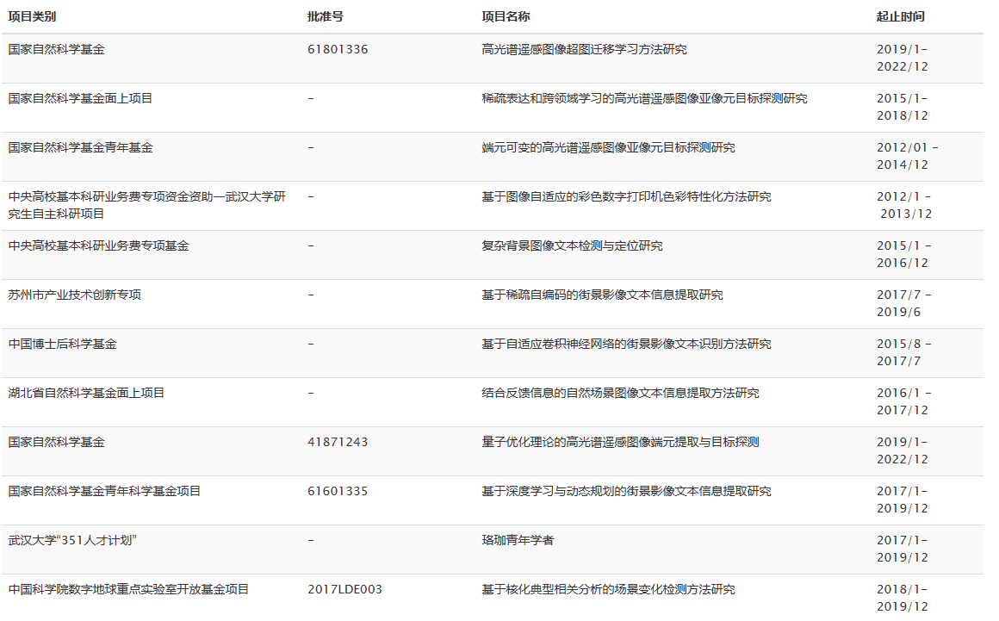 项目类别 批准号 项目名称 起止时间
国家自然科学基金 61801336 高光谱遥感图像超图迁移学习方法研究 2019/1-
2022/12
国家自然科学基金面上项目 – 稀疏表达和跨领域学习的高光谱遥感图像亚像元目标探测研究 2015/1-
2018/12
国家自然科学基金青年基金 – 端元可变的高光谱遥感图像亚像元目标探测研究 2012/01 –
2014/12
中央高校基本科研业务费专项资金资助—武汉大学研 – 基于图像自适应的彩色数字打印机色彩特性化方法研究 2012/1 –
究生自主科研项目 2013/12
中央高校基本科研业务费专项基金 – 复杂背景图像文本检测与定位研究 2015/1 –
2016/12
苏州市产业技术创新专项 – 基于稀疏自编码的街景影像文本信息提取研究 2017/7 –
2019/6
中国博士后科学基金 – 基于自适应卷积神经网络的街景影像文本识别方法研究 2015/8 –
2017/7
湖北省自然科学基金面上项目 – 结合反馈信息的自然场景图像文本信息提取方法研究 2016/1 –
2017/12
国家自然科学基金 41871243 量子优化理论的高光谱遥感图像端元提取与目标探测 2019/1-
2022/12
国家自然科学基金青年科学基金项目 61601335 基于深度学习与动态规划的街景影像文本信息提取研究 2017/1-
2019/12
武汉大学“351人才计划” – 珞珈青年学者 2017/1-
2019/12
中国科学院数字地球重点实验室开放基金项目 2017LDE003 基于核化典型相关分析的场景变化检测方法研究 2018/1-
2019/12